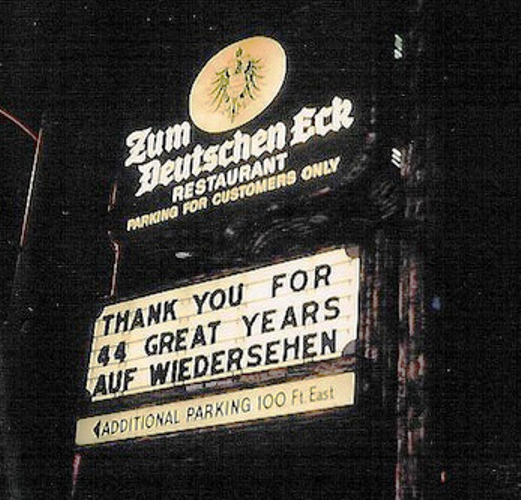 Zum
Deutschen Eck
RESTAURANT
PARKING FOR CUSTOMERS ONLY
THANK YOU FOR
44 GREAT YEARS
AUF WIEDERSEHEN
ADDITIONAL PARKING 100 Ft. East